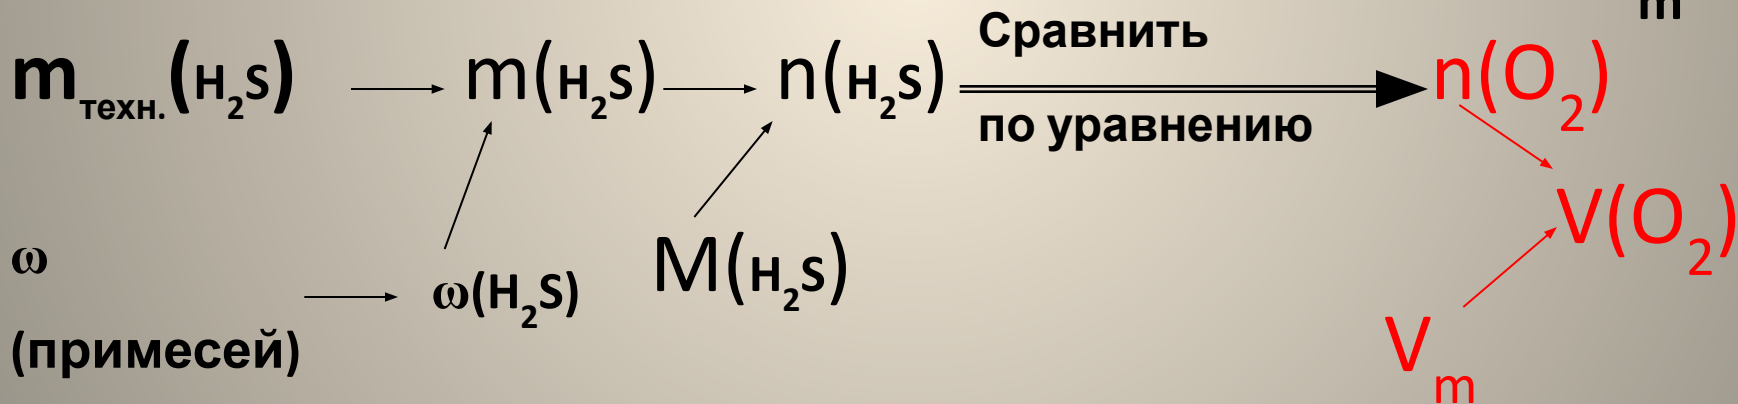 m
Сравнить
mтехн.(H2S) m(H2S) n(H2S) n(O2)
по уравнению
V(O2)
ω
M(H2S)
ω(H2S)
(примесей)
Vm